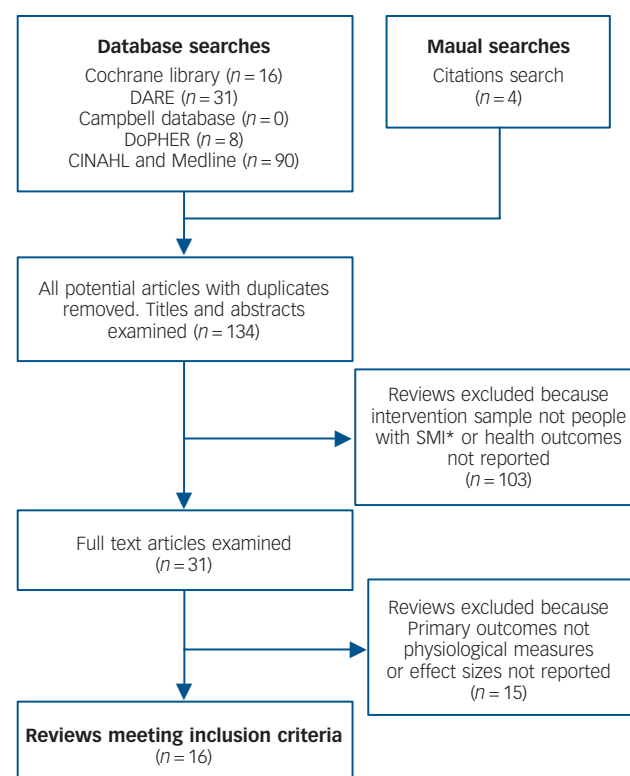 Database searches
Cochrane library (n = 16)
DARE (n = 31)
Campbell database (n = 0)
DoPHER (n = 8)
CINAHL and Medline (n = 90)
Maual searches
Citations search
(n = 4)
All potential articles with duplicates
removed. Titles and abstracts
examined (n = 134)
Reviews excluded because
intervention sample not people
with SMI* or health outcomes
not reported
(n = 103)
Full text articles examined
(n = 31)
Reviews excluded because
Primary outcomes not
physiological measures
or effect sizes not reported
(n = 15)
Reviews meeting inclusion criteria
(n = 16)